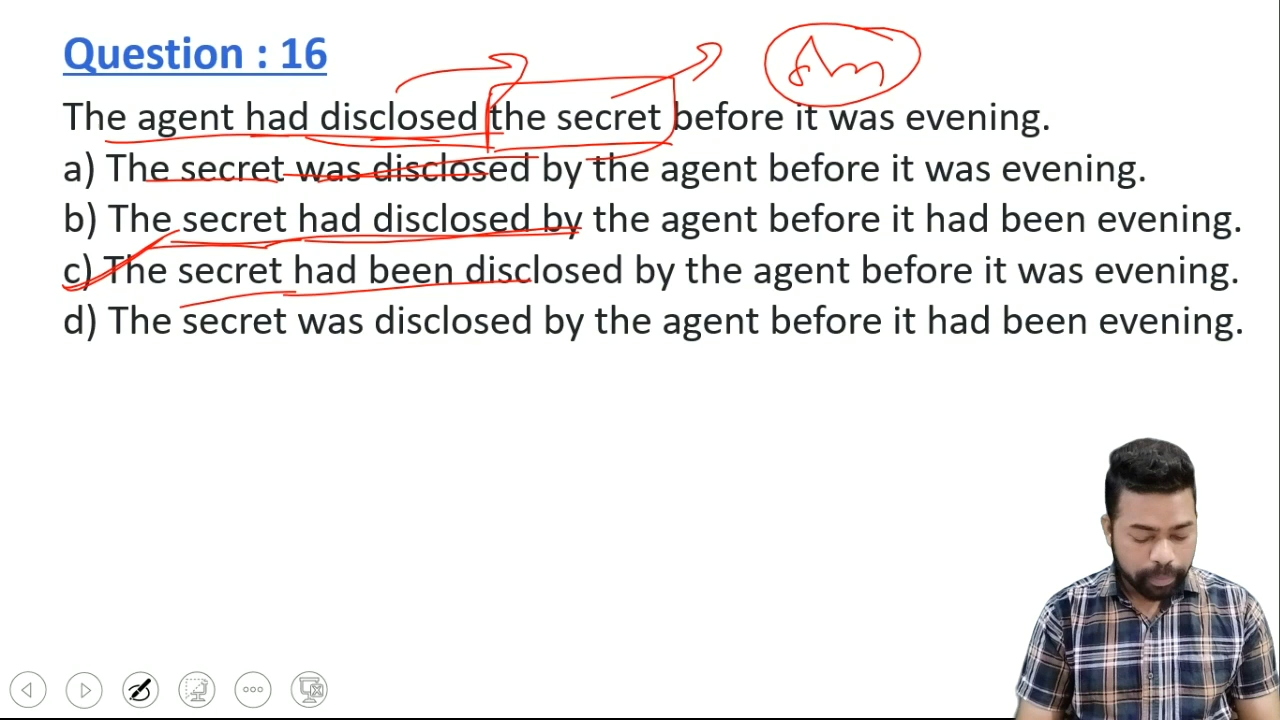 Question : 16
The agent had disclosed the secret before it was evening.
a) The secret was disclosed by the agent before it was evening.
b) The secret had disclosed by the agent before it had been evening.
c) The secret had been disclosed by the agent before it was evening.
d) The secret was disclosed by the agent before it had been evening.